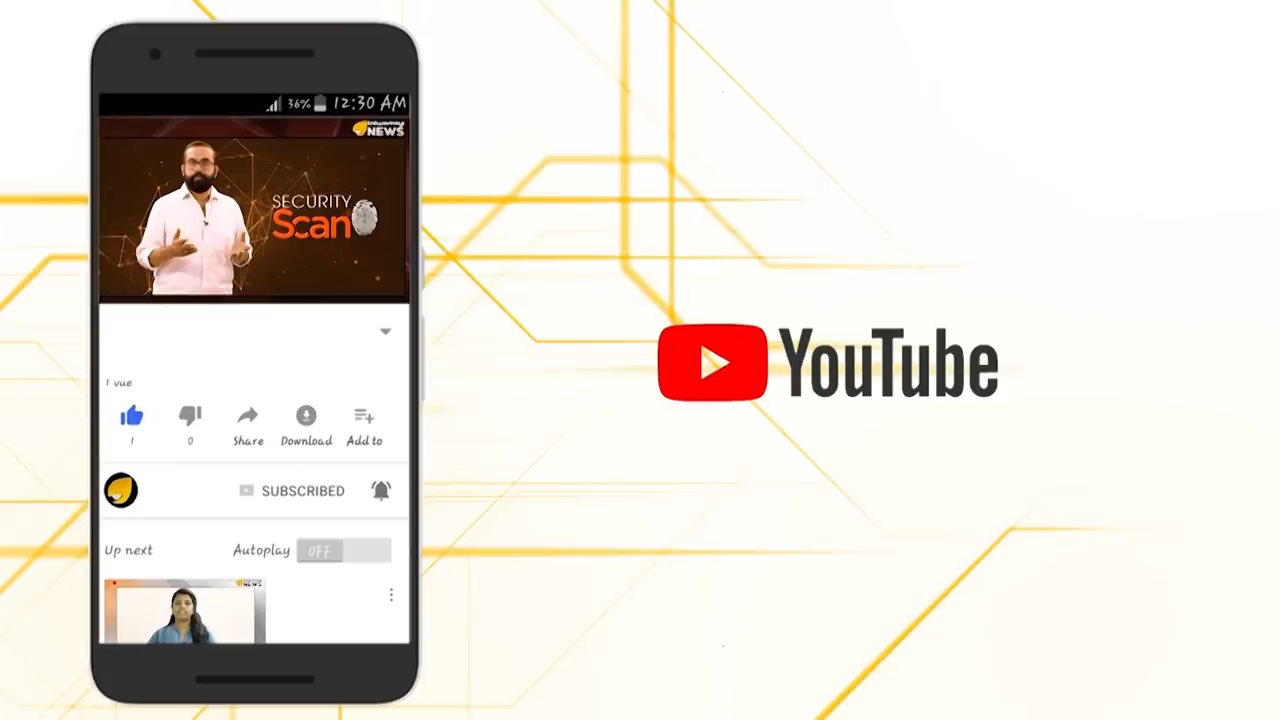 36% 12:30 AM
NEWS
SECURITY
Scan
1 vue
1 0 Share Download Add to
SUBSCRIBED
Up next Autoplay OFF
NEWS
YouTube